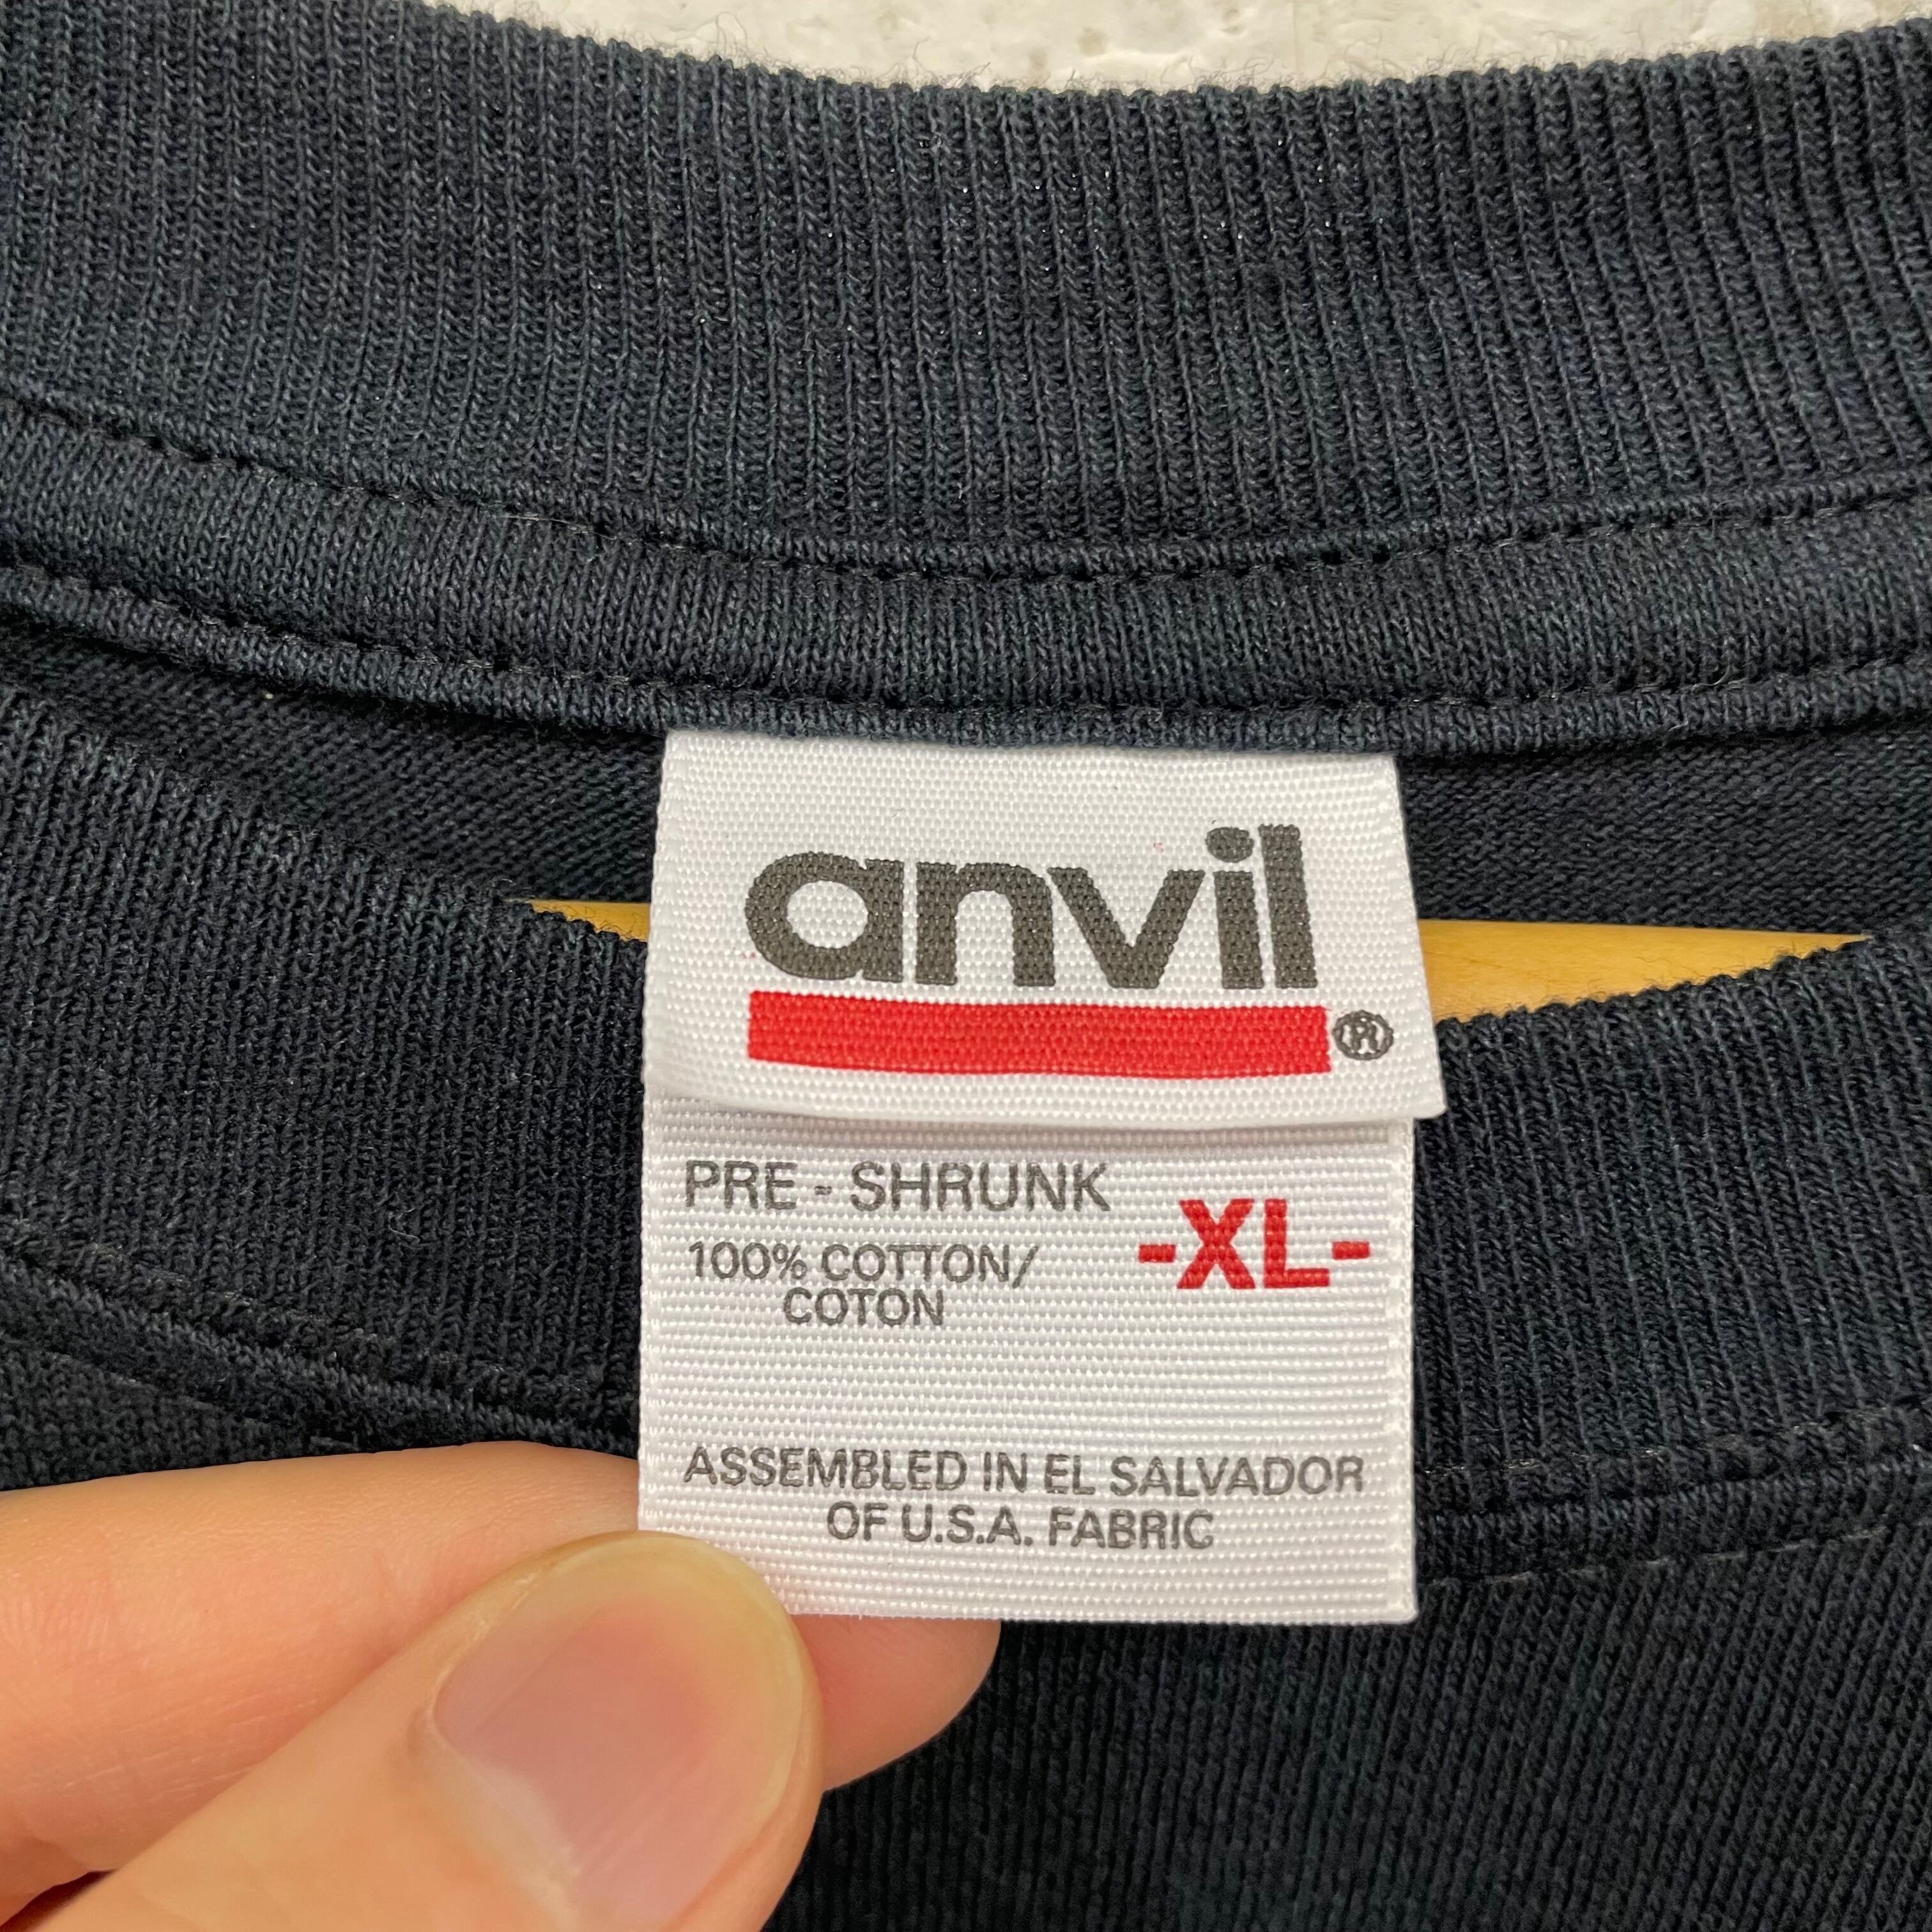 anvil®
PRE - SHRUNK
-XL-
100% COTTON/
COTON
ASSEMBLED IN EL SALVADOR
OF U.S.A. FABRIC